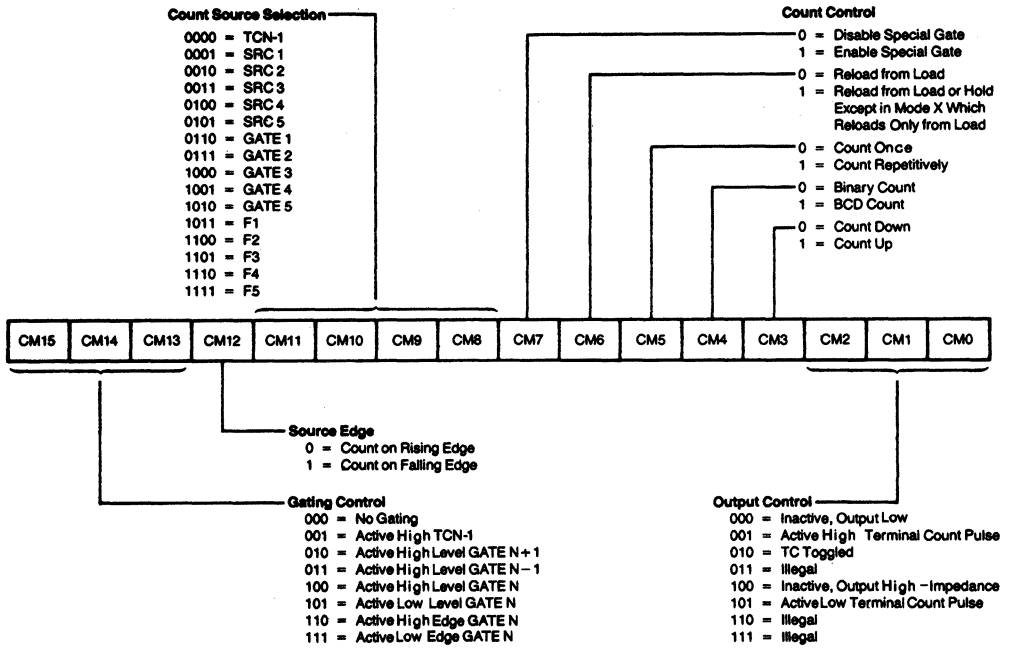 Count Source Selection
0000 = TCN-1
0001 = SRC 1
0010 = SRC 2
0011 = SRC 3
0100 = SRC 4
0101 = SRC 5
0110 = GATE 1
0111 = GATE 2
1000 = GATE 3
1001 = GATE 4
1010 = GATE 5
1011 = F1
1100 = F2
1101 = F3
1110 = F4
1111 = F5
Count Control
0 = Disable Special Gate
1 = Enable Special Gate
0 = Reload from Load
1 = Reload from Load or Hold
Except in Mode X Which
Reloads Only from Load
0 = Count Once
1 = Count Repetitively
0 = Binary Count
1 = BCD Count
0 = Count Down
1 = Count Up
CM15 CM14 CM13 CM12 CM11 CM10 CM9 CM8 CM7 CM6 CM5 CM4 CM3 CM2 CM1 CM0
Source Edge
0 = Count on Rising Edge
1 = Count on Falling Edge
Gating Control
000 = No Gating
001 = Active High TCN-1
010 = Active High Level GATE N+1
011 = Active High Level GATE N-1
100 = Active High Level GATE N
101 = Active Low Level GATE N
110 = Active High Edge GATE N
111 = Active Low Edge GATE N
Output Control
000 = Inactive, Output Low
001 = Active High Terminal Count Pulse
010 = TC Toggled
011 = Illegal
100 = Inactive, Output High -Impedance
101 = Active Low Terminal Count Pulse
110 = Illegal
111 = Illegal